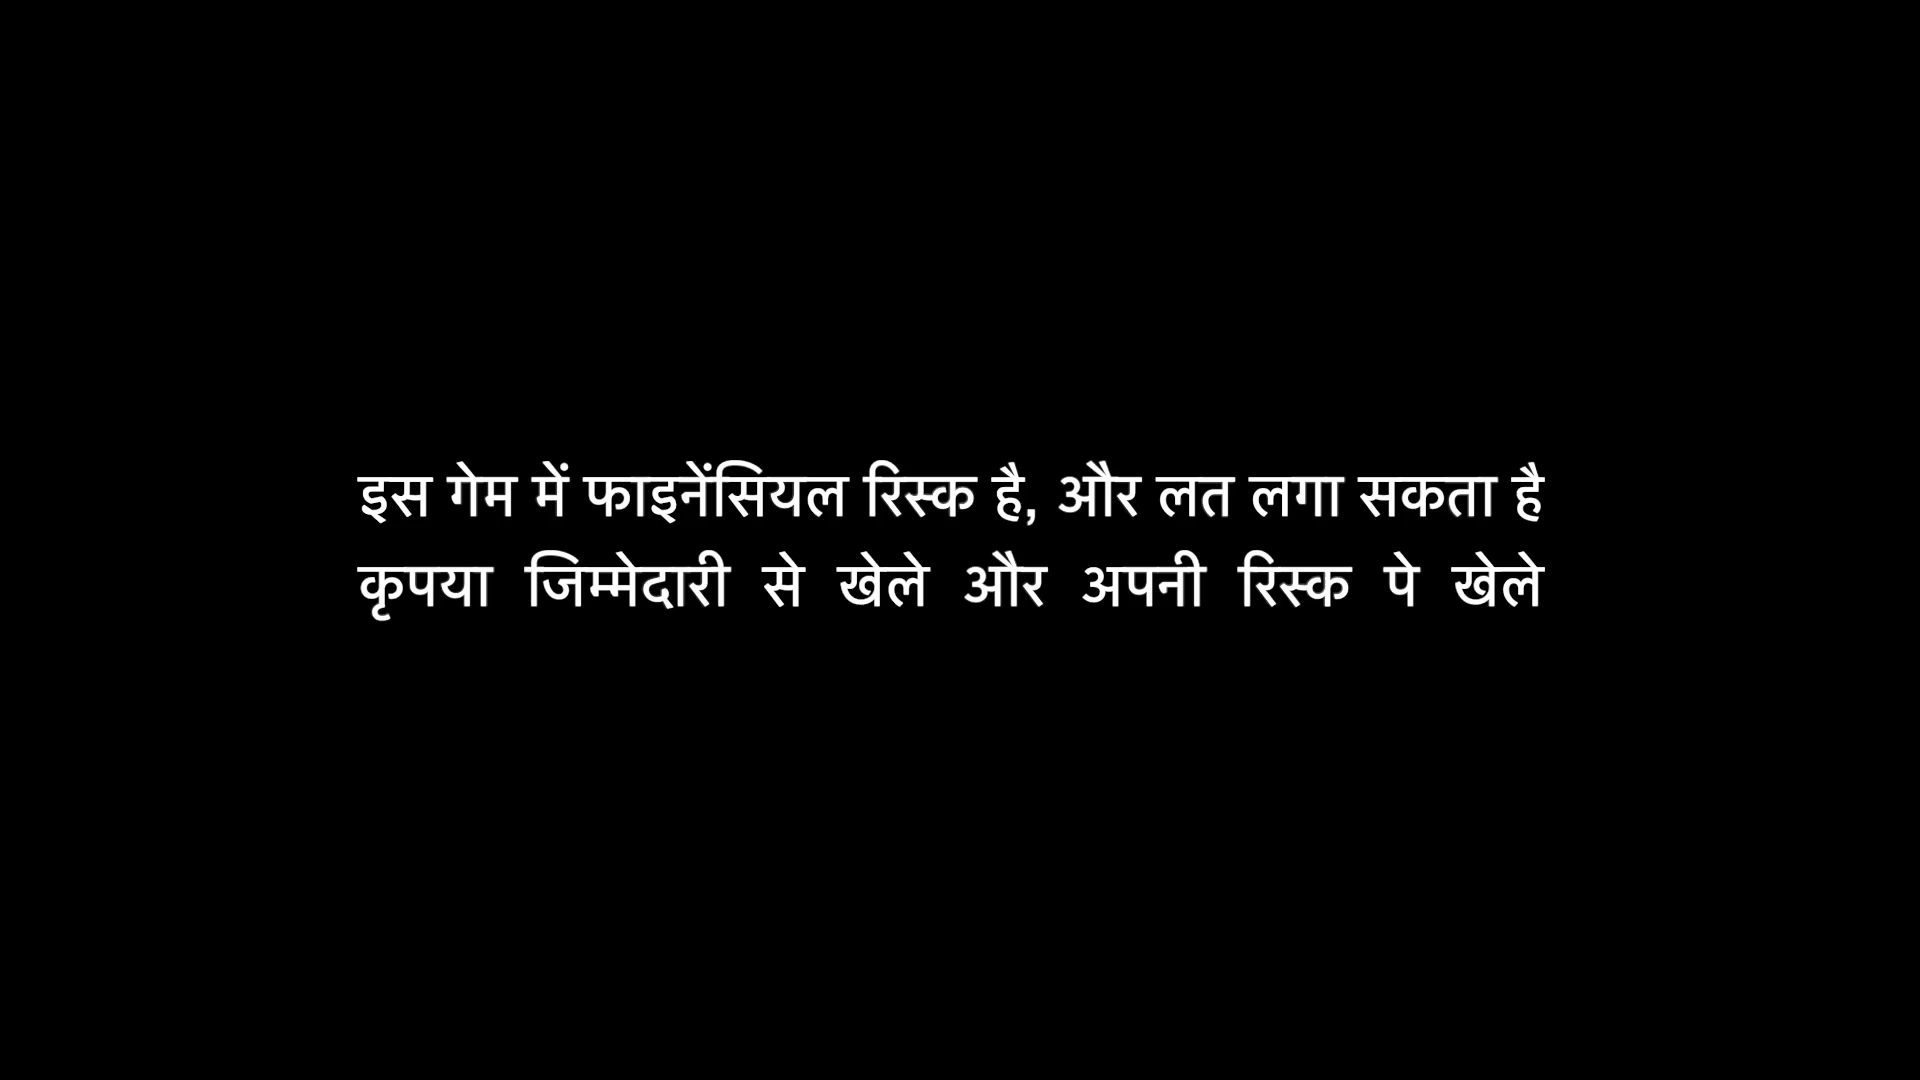 इस गेम में फाइनेंसियल रिस्क है, और लत लगा सकता है
कृपया जिम्मेदारी से खेले और अपनी रिस्क पे खेले